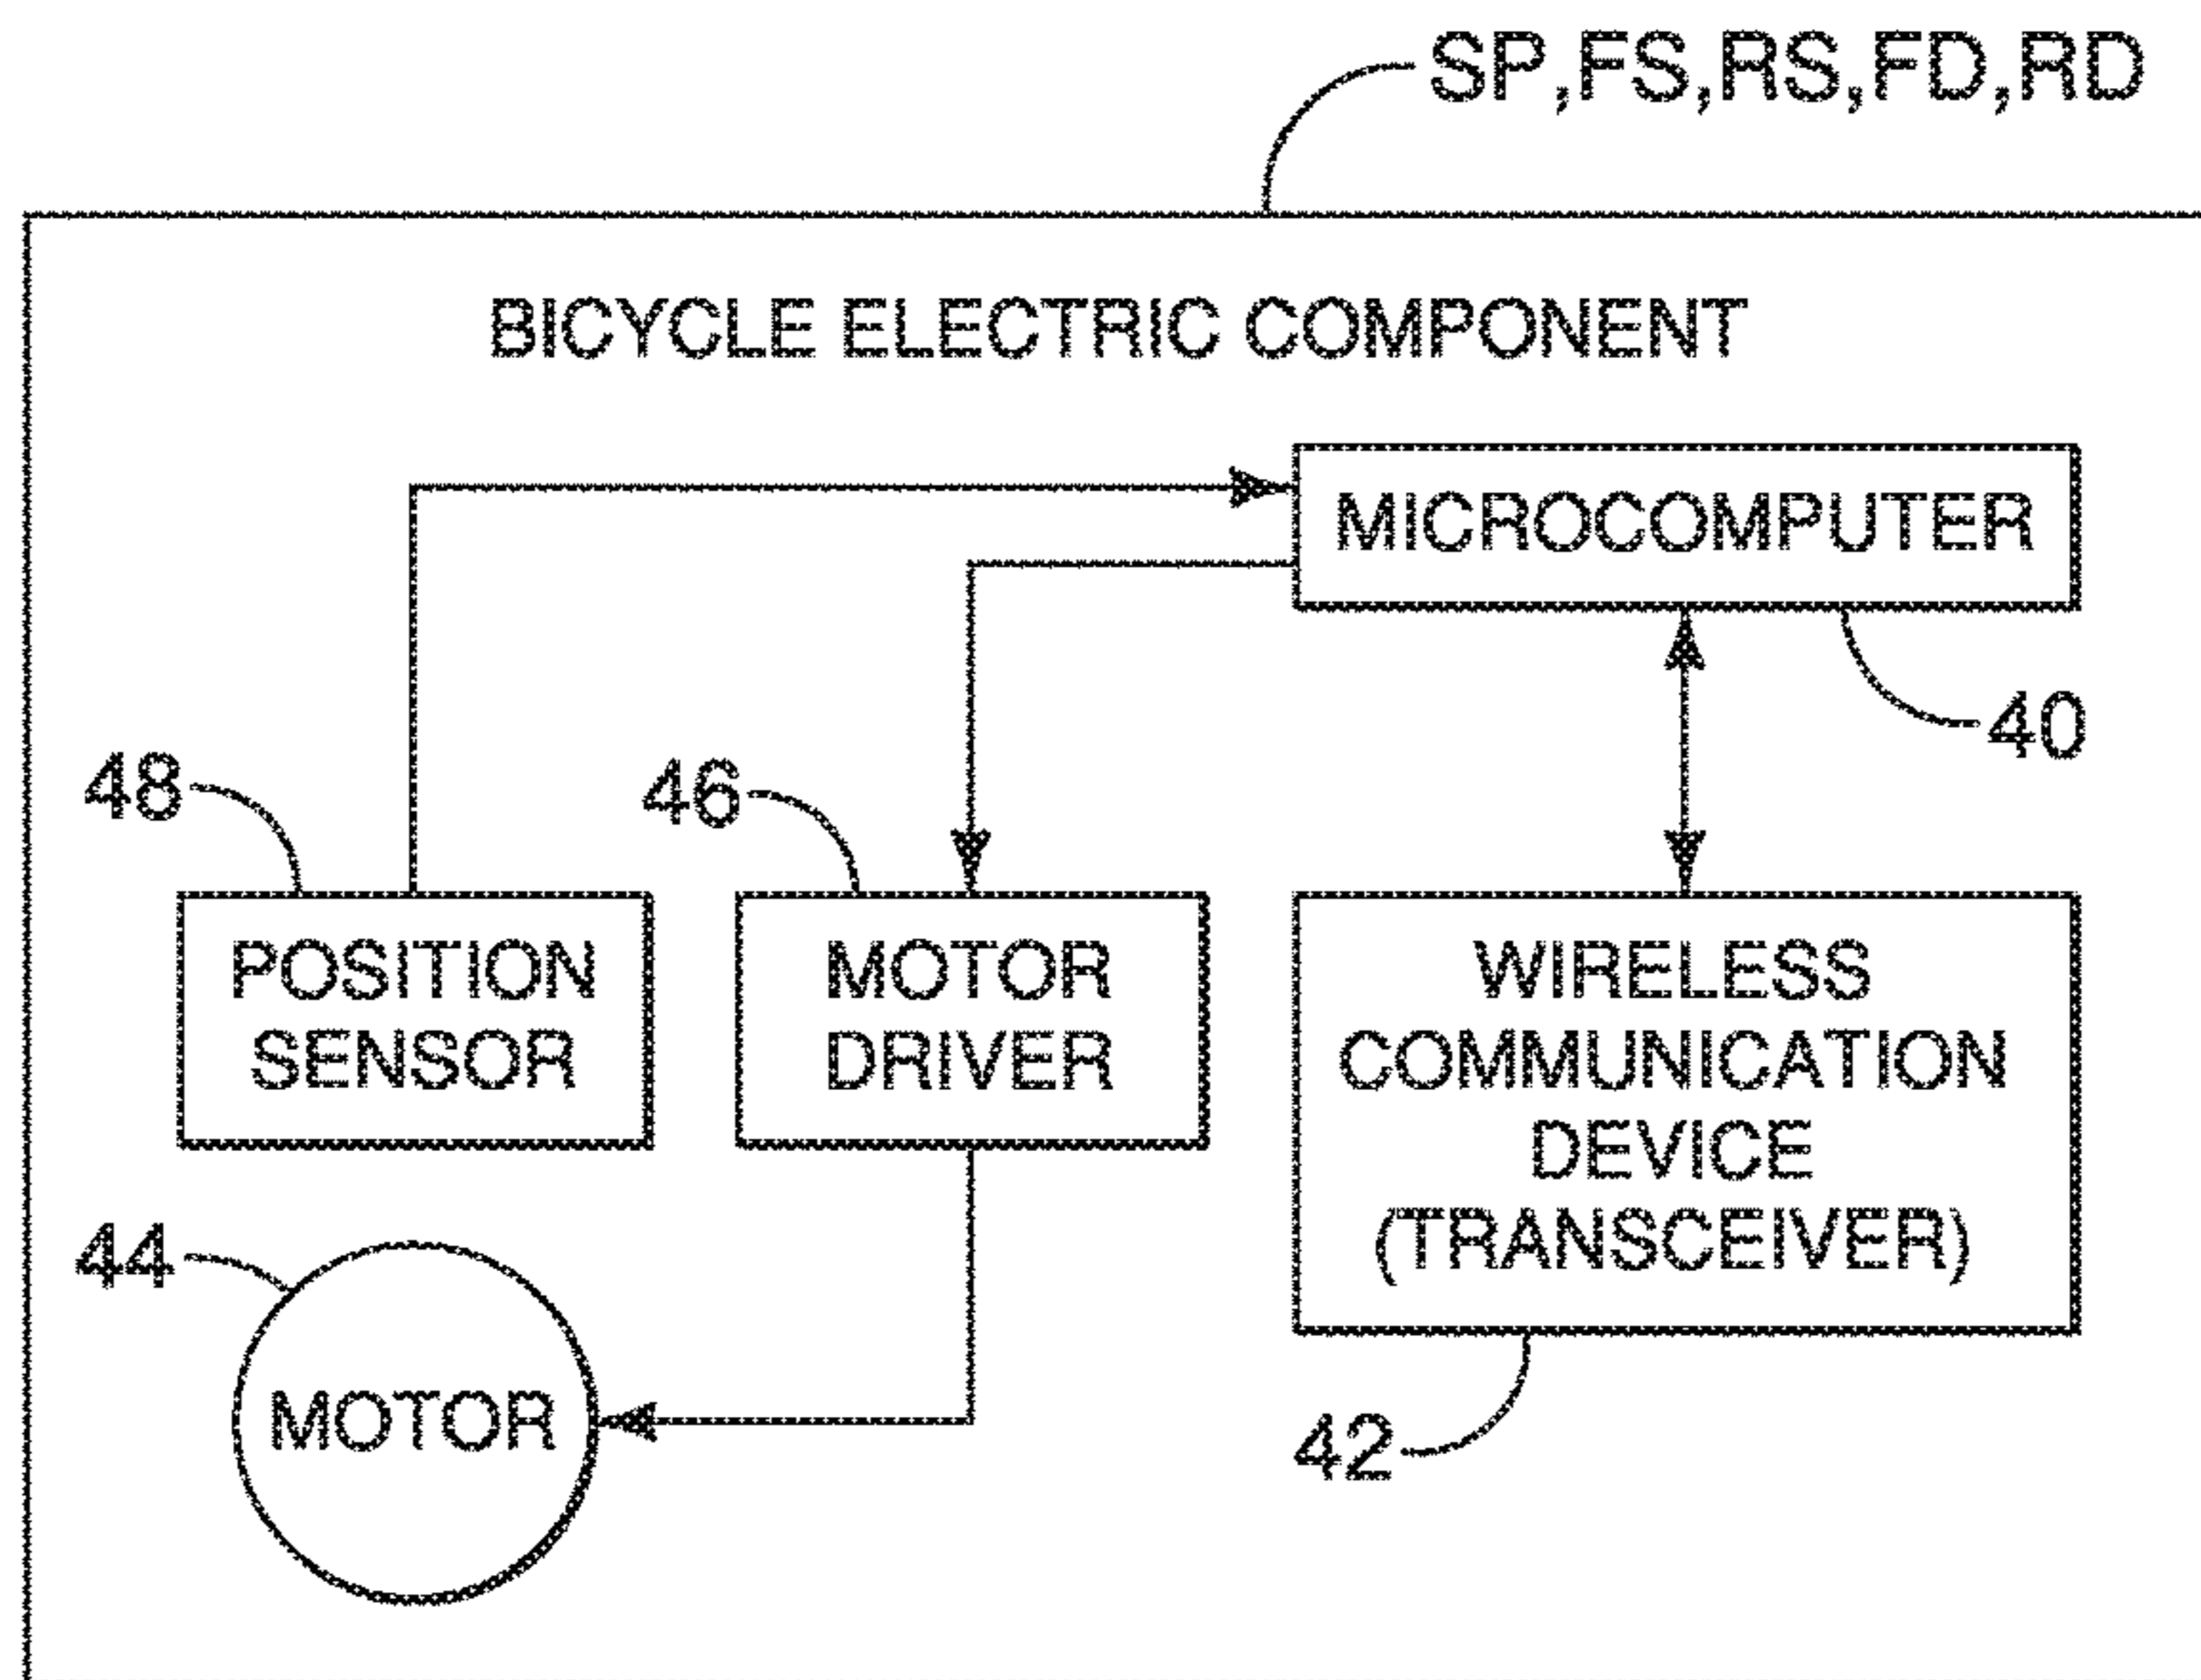 SP,FS,RS,FD,RD
BICYCLE ELECTRIC COMPONENT
MICROCOMPUTER
40
48
46
POSITION
SENSOR
MOTOR
DRIVER
WIRELESS
COMMUNICATION
DEVICE
(TRANSCEIVER)
44
MOTOR
42